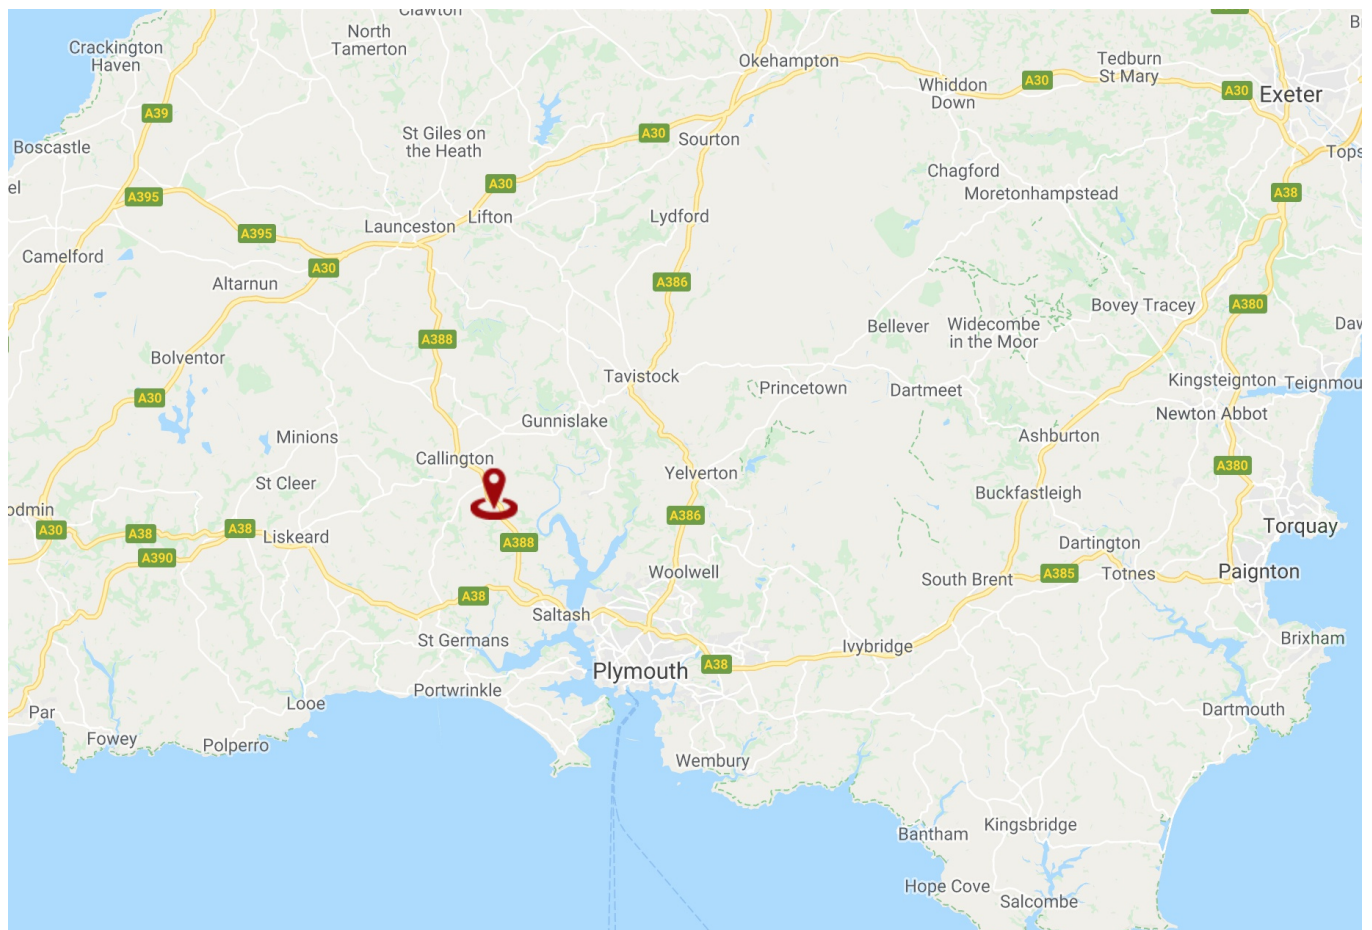 Clawton
North
Tamerton
Crackington
Haven
Okehampton
Tedburn
St Mary
Whiddon
Down
A30
A30
Exeter
A39
St Giles on
the Heath
A30
Sourton
Boscastle
Tops
el
Chagford
A30
Moretonhampstead
A38
A395
Launceston
Lifton
Lydford
A395
Camelford
A30
Altarnun
A386
Bovey Tracey
A380
Bellever
Widecombe
in the Moor
Daw
A388
Bolventor
Tavistock
Princetown
Dartmeet
Kingsteignton
Teignmou
A30
Newton Abbot
Gunnislake
Minions
Ashburton
Callington
Yelverton
A380
St Cleer
Buckfastleigh
odmin
A30
A38
A38
A386
Torquay
Liskeard
A388
Dartington
A390
Woolwell
South Brent
A385
Totnes
Paignton
A38
Saltash
St Germans
Ivybridge
Brixham
Plymouth
A38
Portwrinkle
Looe
Par
Dartmouth
Fowey
Polperro
Wembury
Bantham
Kingsbridge
Hope Cove
Salcombe